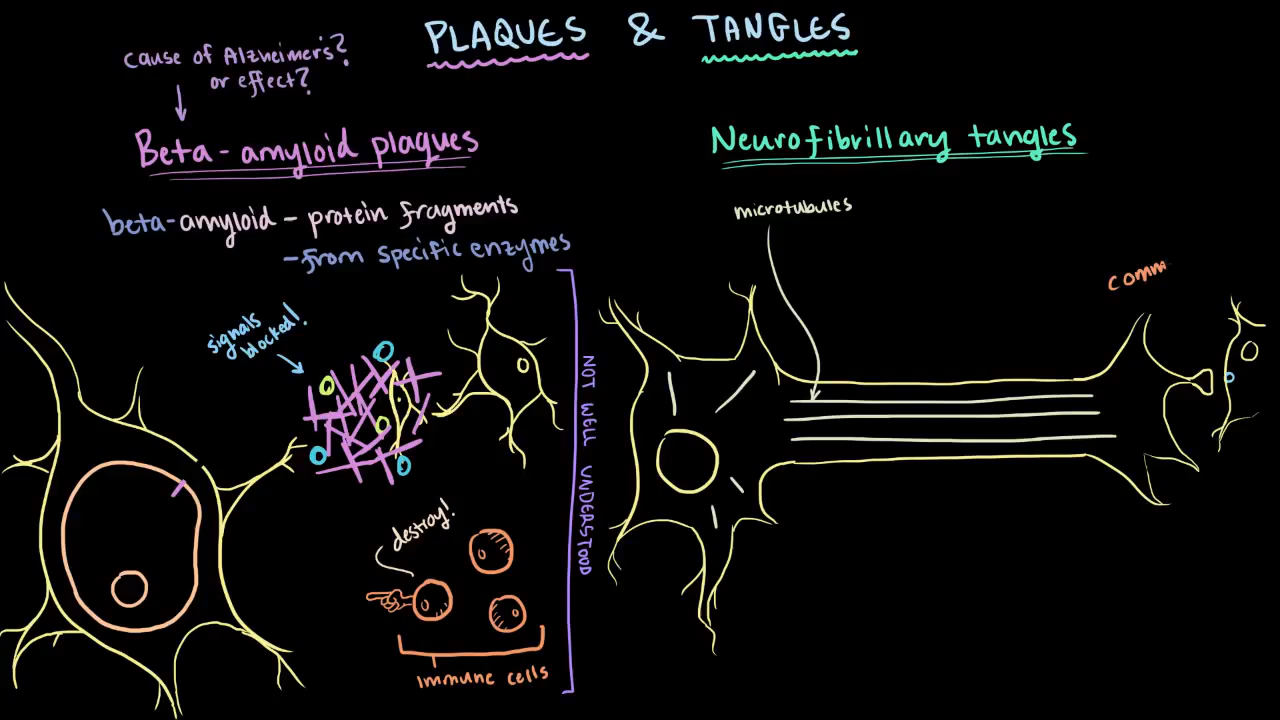 PLAQUES & TANGLES
cause of Alzheimer's?
or effect?
Beta-amyloid plaques
beta-amyloid - protein fragments
- from specific enzymes
signals
blocked!
destroy!
immune cells
NOT WELL UNDERSTOOD
Neurofibrillary tangles
microtubules
comm